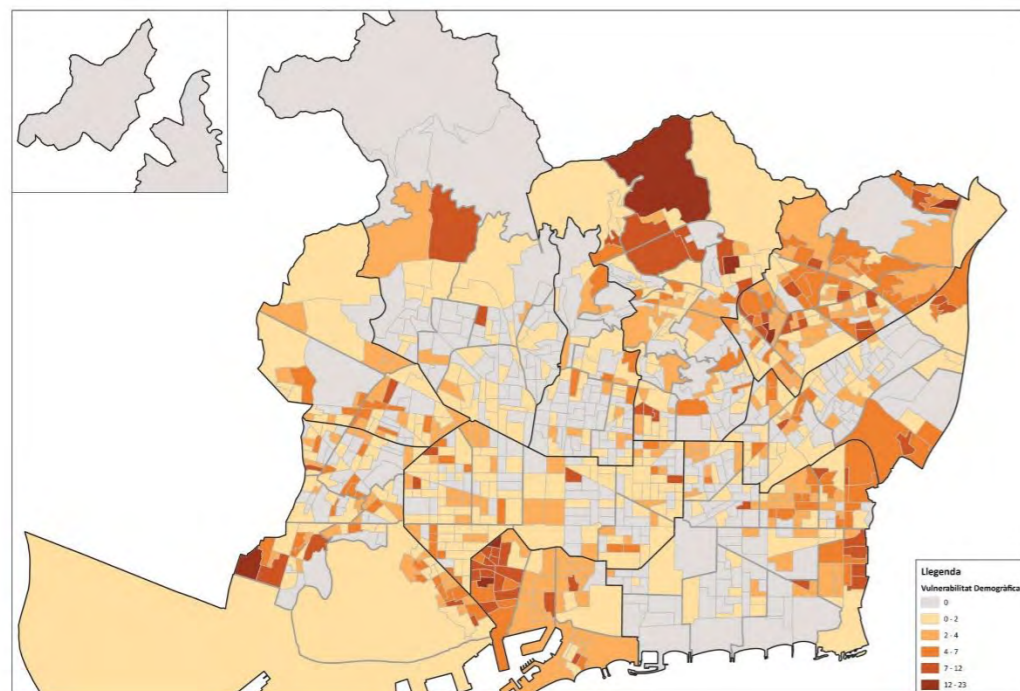 Llegenda
Vulnerabilitat Demogràfica
0
0 - 2
2 - 4
4 - 7
7 - 12
12 - 23